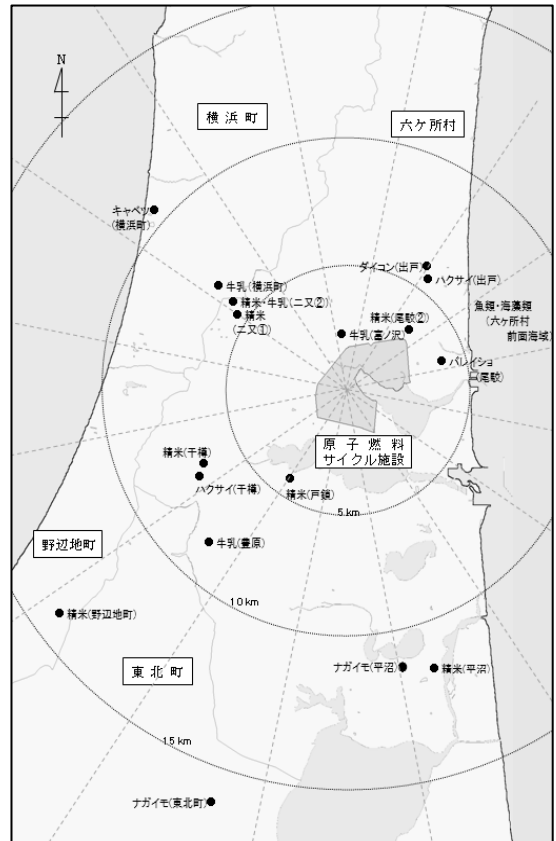 N
横浜町
六ケ所村
キャベツ
(横浜町)
ダイコン(出戸)
ハクサイ(出戸)
牛乳(横浜町)
精米・牛乳(二又②)
精米
(二又①)
魚類・海藻類
(六ヶ所村
前面海域)
精米(尾駮②)
牛乳(富ノ沢)
バレイショ
(尾駮)
原子燃料
サイクル施設
精米(千樽)
ハクサイ(千樽)
精米(戸鎖)
5 km
野辺地町
牛乳(豊原)
10 km
精米(野辺地町)
東北町
ナガイモ(平沼)
精米(平沼)
15 km
ナガイモ(東北町)